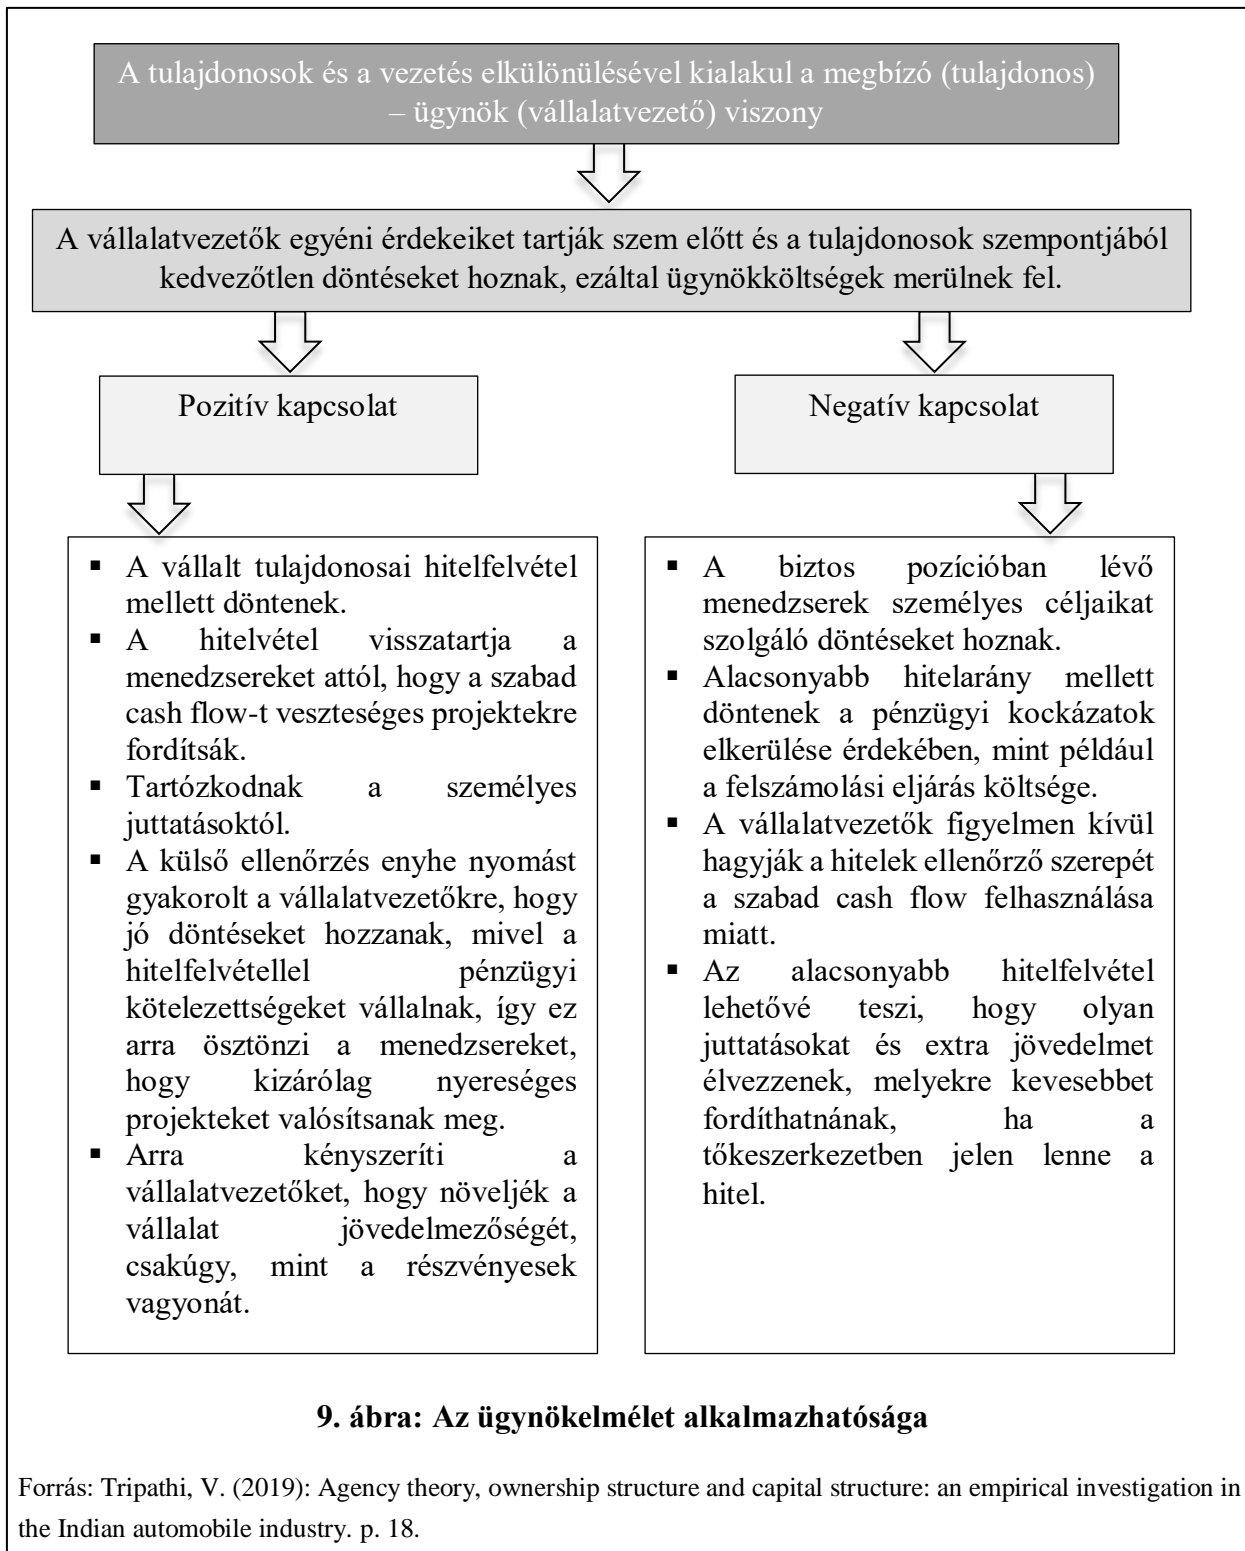 A tulajdonosok és a vezetés elkülönülésével kialakul a megbízó (tulajdonos)
– ügynök (vállalatvezető) viszony
A vállalatvezetők egyéni érdekeiket tartják szem előtt és a tulajdonosok szempontjából
kedvezőtlen döntéseket hoznak, ezáltal ügynökköltségek merülnek fel.
Pozitív kapcsolat
Negatív kapcsolat
▪ A vállalt tulajdonosai hitelfelvétel
mellett döntenek.
▪ A hitelvétel visszatartja a
menedzsereket attól, hogy a szabad
cash flow-t veszteséges projektekre
fordítsák.
▪ Tartózkodnak a személyes
juttatásoktól.
▪ A külső ellenőrzés enyhe nyomást
gyakorolt a vállalatvezetőkre, hogy
jó döntéseket hozzanak, mivel a
hitelfelvétellel pénzügyi
kötelezettségeket vállalnak, így ez
arra ösztönzi a menedzsereket,
hogy kizárólag nyereséges
projekteket valósítsanak meg.
▪ Arra kényszeríti a
vállalatvezetőket, hogy növeljék a
vállalat jövedelmezőségét,
csakúgy, mint a részvényesek
vagyonát.
▪ A biztos pozícióban lévő
menedzserek személyes céljaikat
szolgáló döntéseket hoznak.
▪ Alacsonyabb hitelarány mellett
döntenek a pénzügyi kockázatok
elkerülése érdekében, mint például
a felszámolási eljárás költsége.
▪ A vállalatvezetők figyelmen kívül
hagyják a hitelek ellenőrző szerepét
a szabad cash flow felhasználása
miatt.
▪ Az alacsonyabb hitelfelvétel
lehetővé teszi, hogy olyan
juttatásokat és extra jövedelmet
élvezzenek, melyekre kevesebbet
fordíthatnának, ha a
tőkeszerkezetben jelen lenne a
hitel.
9. ábra: Az ügynökelmélet alkalmazhatósága
Forrás: Tripathi, V. (2019): Agency theory, ownership structure and capital structure: an empirical investigation in
the Indian automobile industry. p. 18.